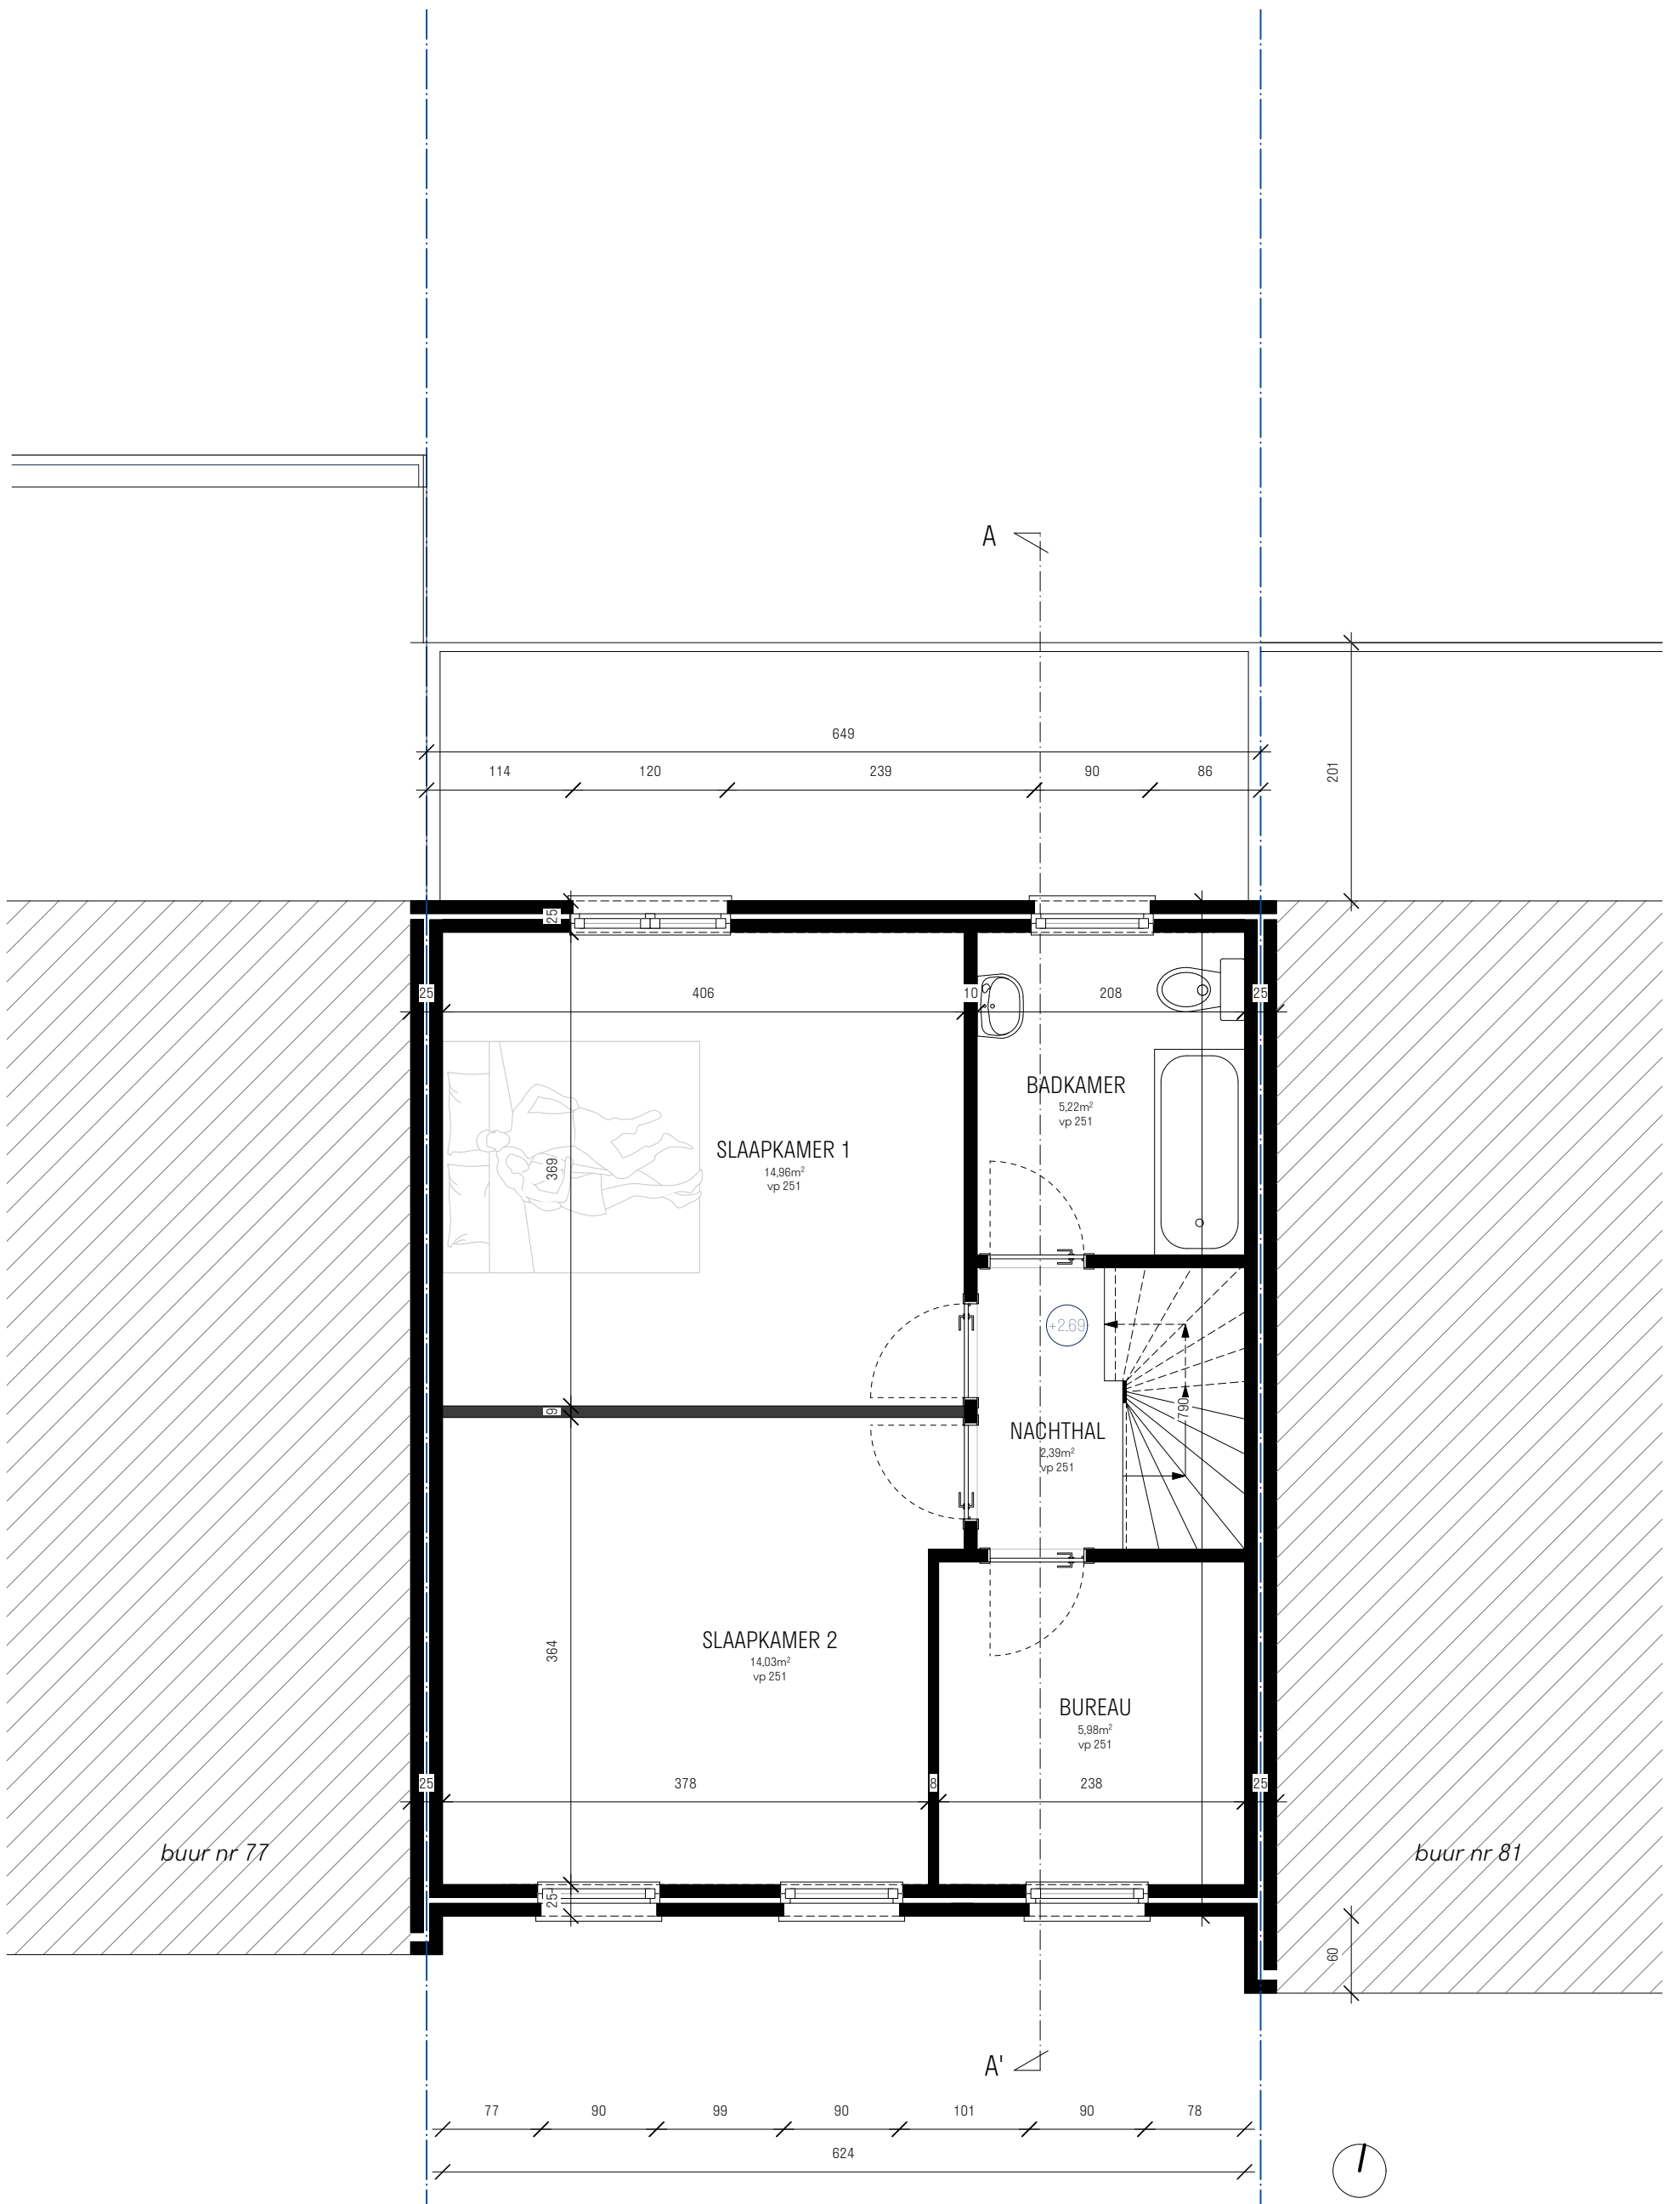 A
649
114 120 239 90 86
201
25
25 406 10 208 25
BADKAMER
5,22m²
vp 251
SLAAPKAMER 1
14,96m²
vp 251
369
+2.69
9
790
NACHTHAL
2,39m²
vp 251
SLAAPKAMER 2
14,03m²
vp 251
364
BUREAU
5,98m²
vp 251
25 378 8 238 25
buur nr 77
buur nr 81
25
60
A'
77 90 99 90 101 90 78
624